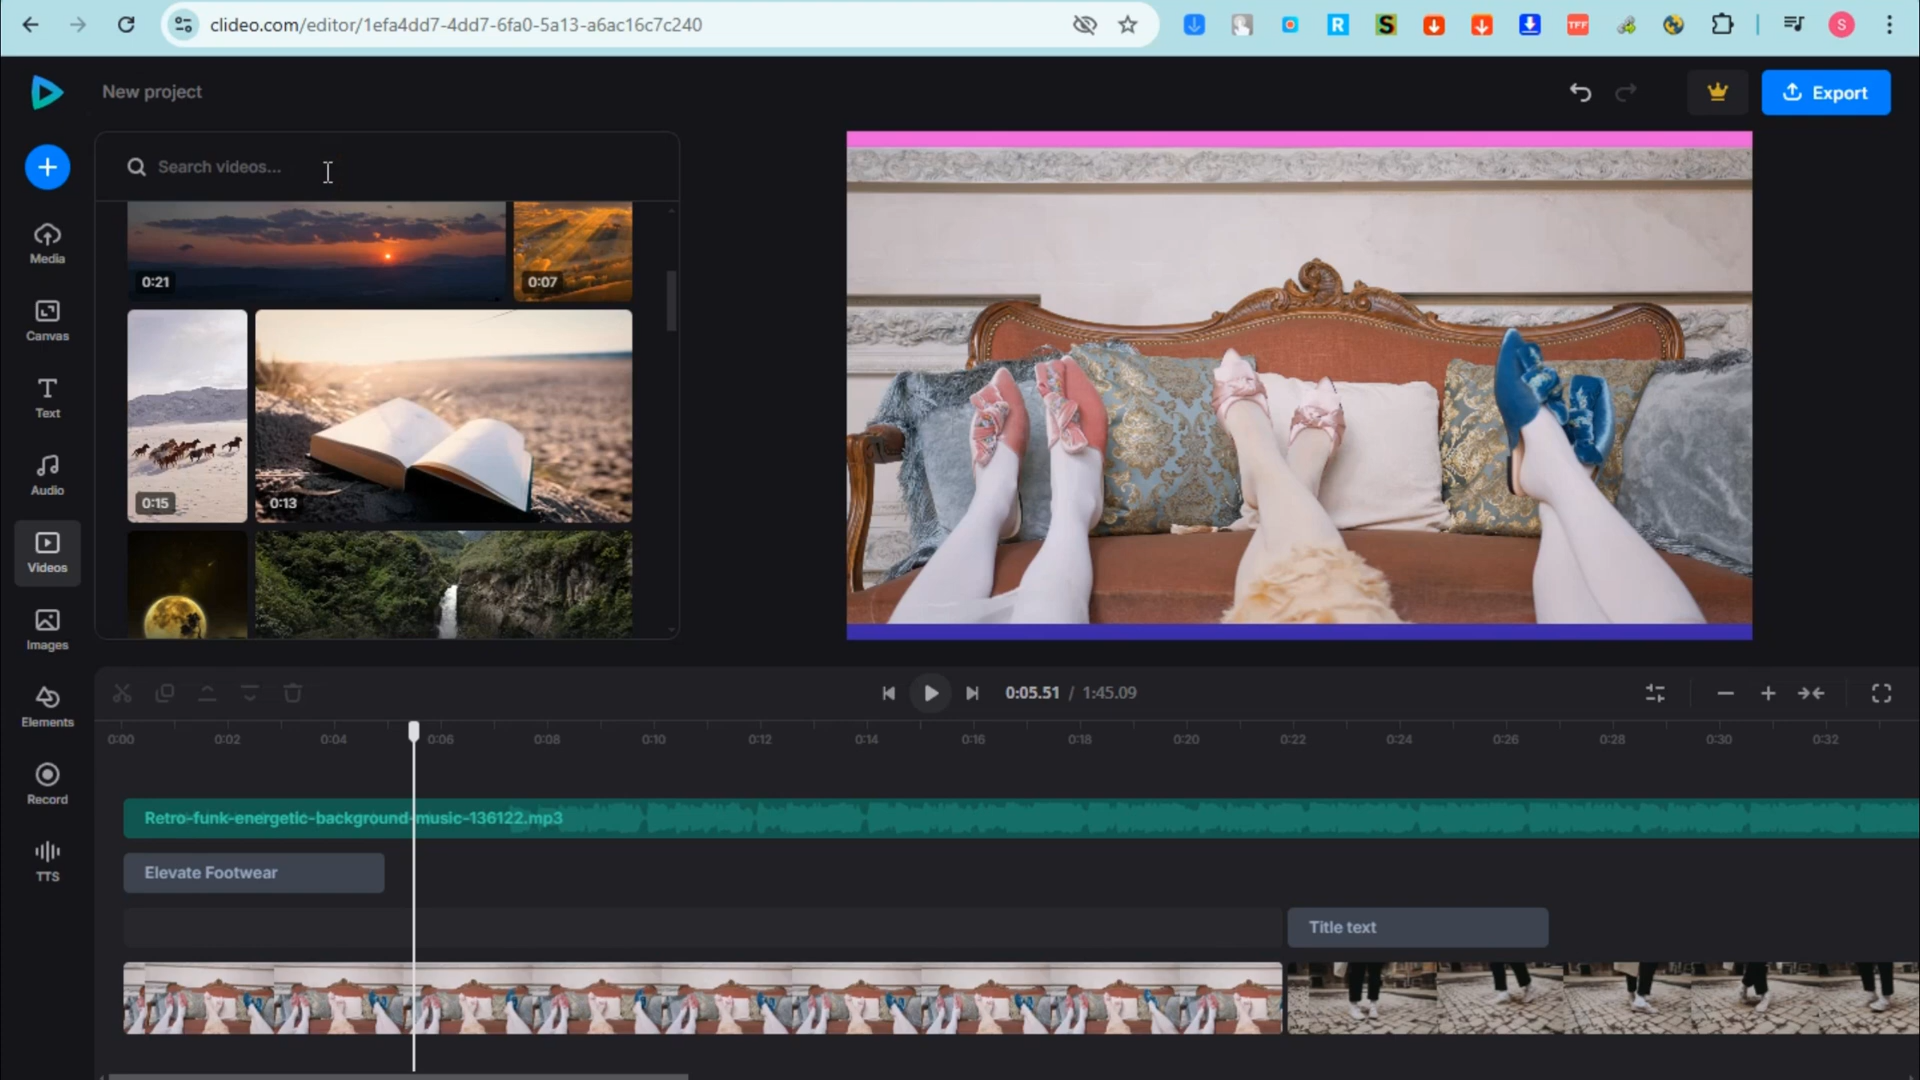 clideo.com/editor/1efa4dd7-4dd7-6fa0-5a13-a6ac16c7c240
R
S
TFF
S
New project
Export
Search videos...
Media
Canvas
Text
Audio
Videos
Images
Elements
Record
TTS
0:21
0:07
0:15
0:13
0:05.51 / 1:45.09
0:00 0:02 0:04 0:06 0:08 0:10 0:12 0:14 0:16 0:18 0:20 0:22 0:24 0:26 0:28 0:30 0:32
Retro-funk-energetic-background-music-136122.mp3
Elevate Footwear
Title text